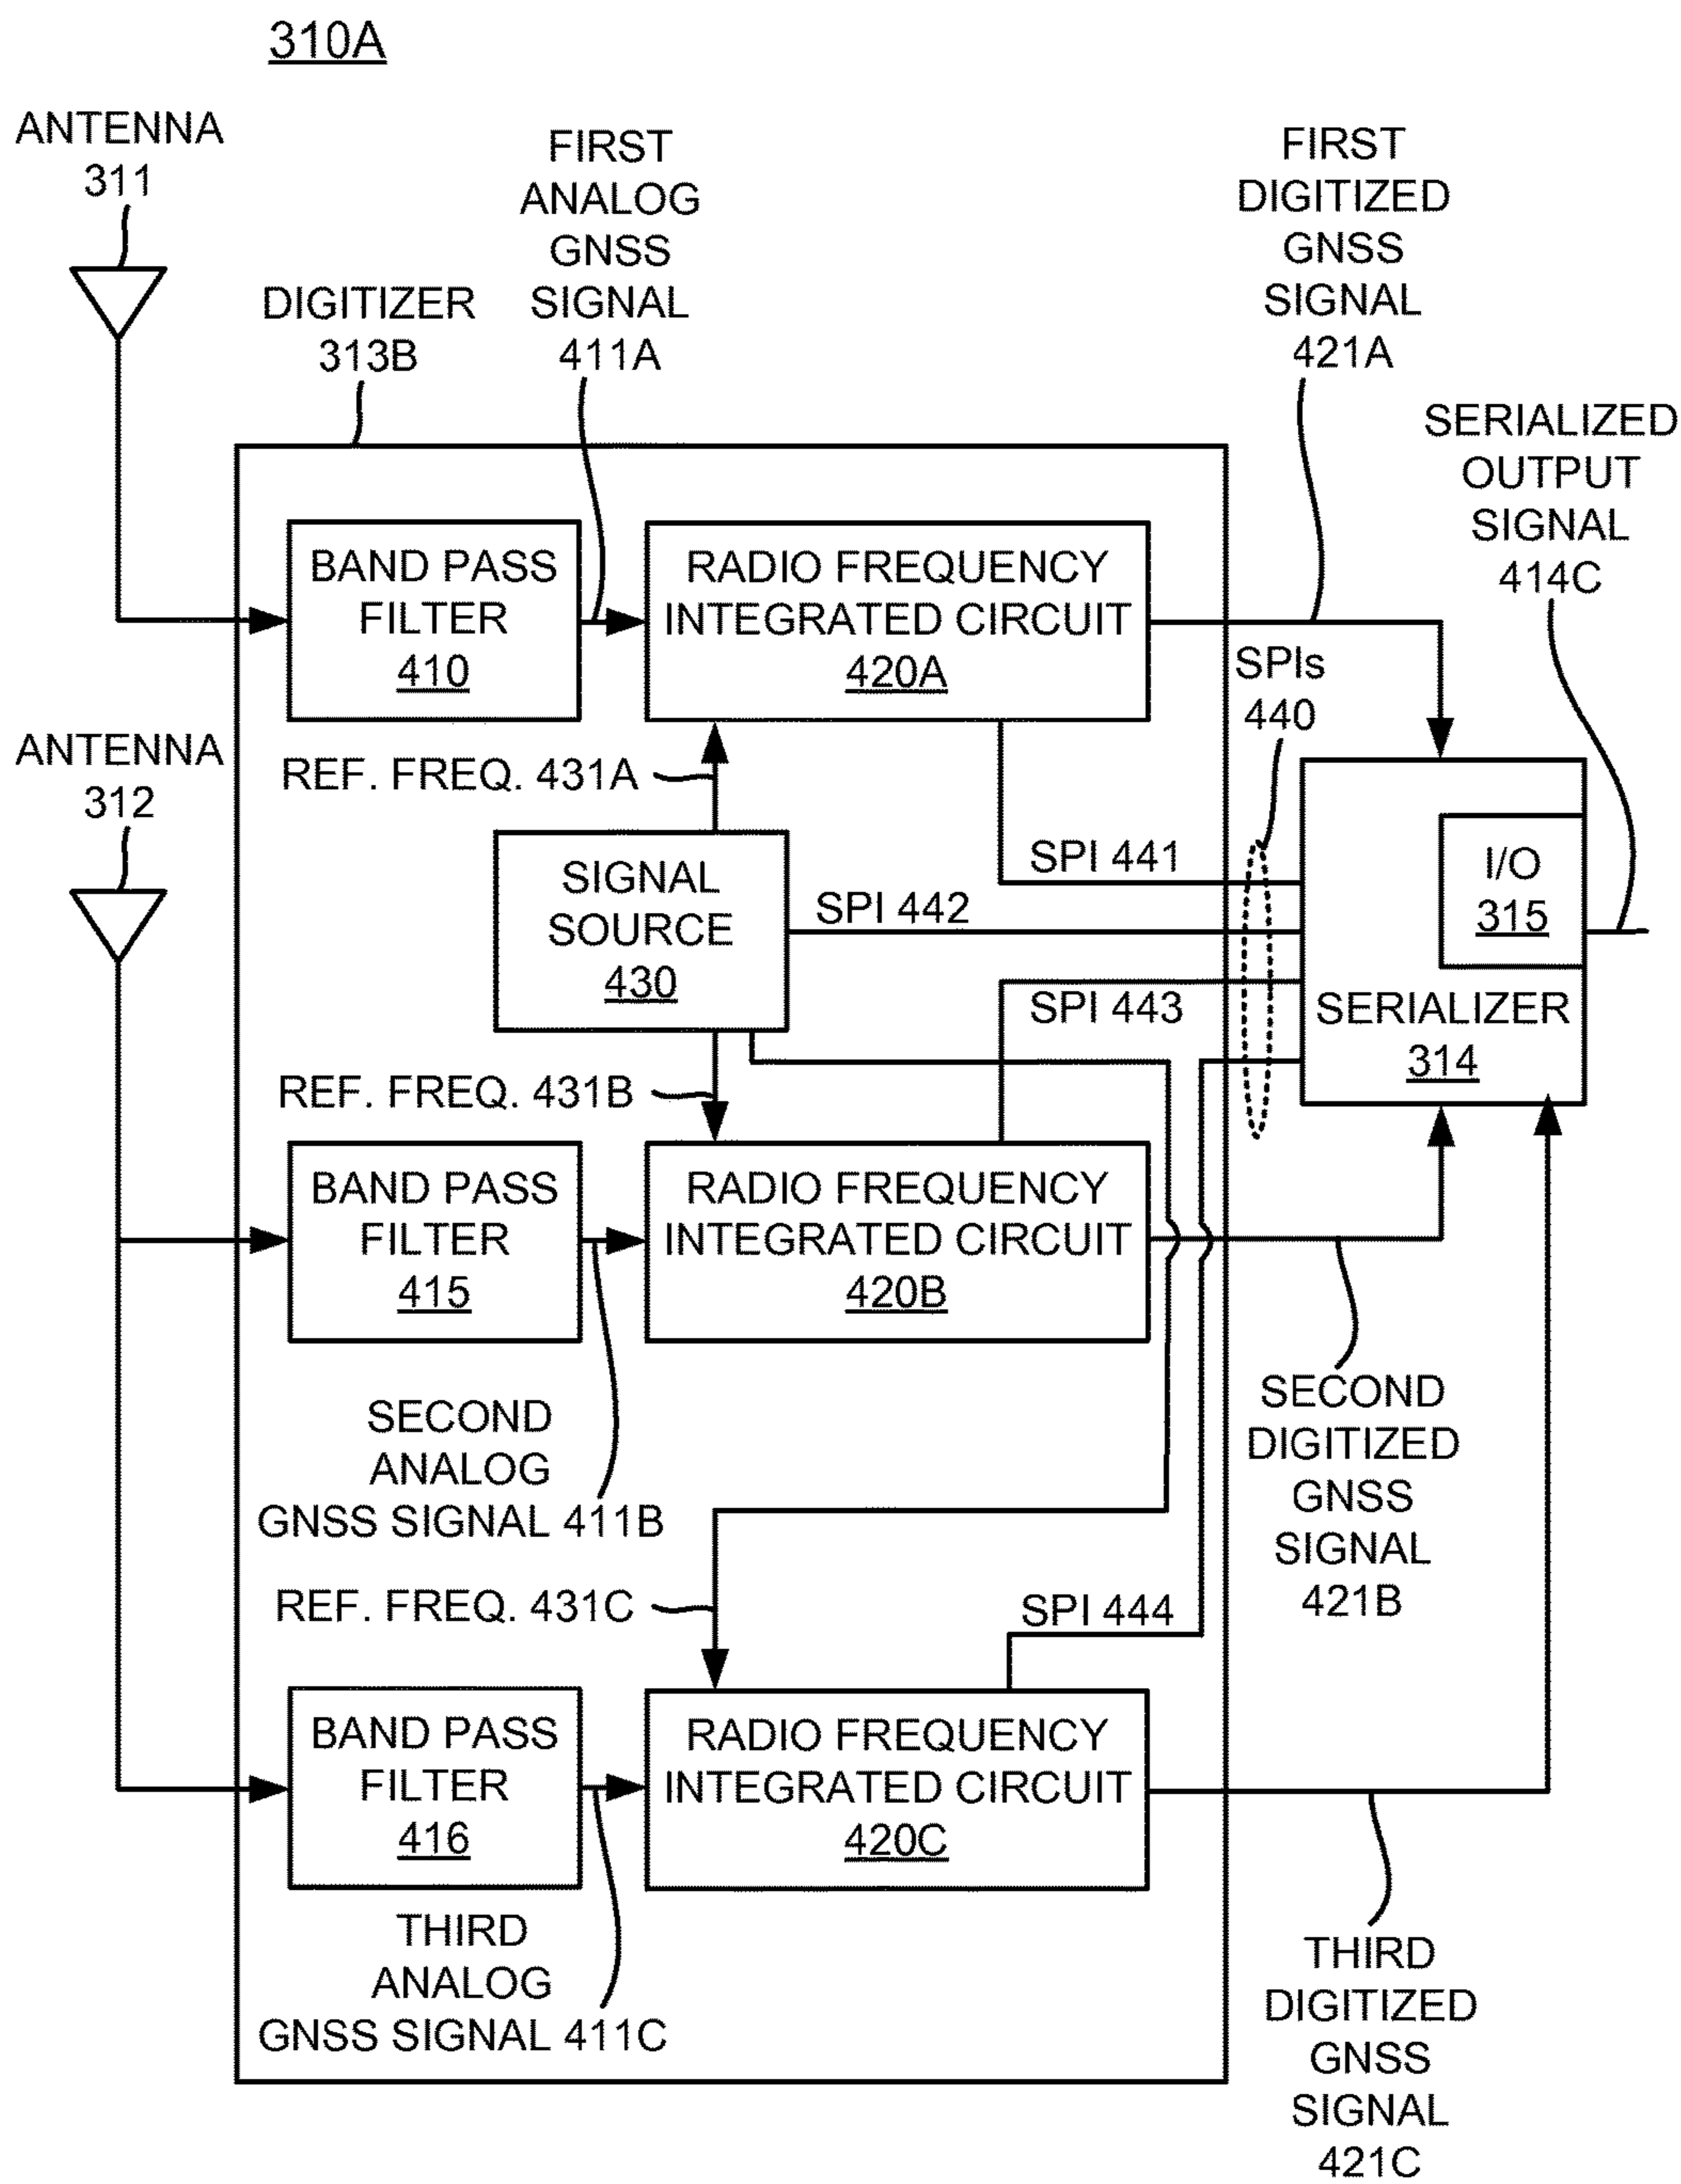 310A
ANTENNA
311
FIRST
ANALOG
GNSS
SIGNAL
411A
FIRST
DIGITIZED
GNSS
SIGNAL
421A
DIGITIZER
313B
SERIALIZED
OUTPUT
SIGNAL
414C
BAND PASS
FILTER
410
RADIO FREQUENCY
INTEGRATED CIRCUIT
420A
SPIs
440
ANTENNA
312
REF. FREQ. 431A
SIGNAL
SOURCE
430
SPI 441
SPI 442
SPI 443
I/O
315
SERIALIZER
314
REF. FREQ. 431B
BAND PASS
FILTER
415
RADIO FREQUENCY
INTEGRATED CIRCUIT
420B
SECOND
ANALOG
GNSS SIGNAL 411B
SECOND
DIGITIZED
GNSS
SIGNAL
421B
REF. FREQ. 431C
SPI 444
BAND PASS
FILTER
416
RADIO FREQUENCY
INTEGRATED CIRCUIT
420C
THIRD
ANALOG
GNSS SIGNAL 411C
THIRD
DIGITIZED
GNSS
SIGNAL
421C